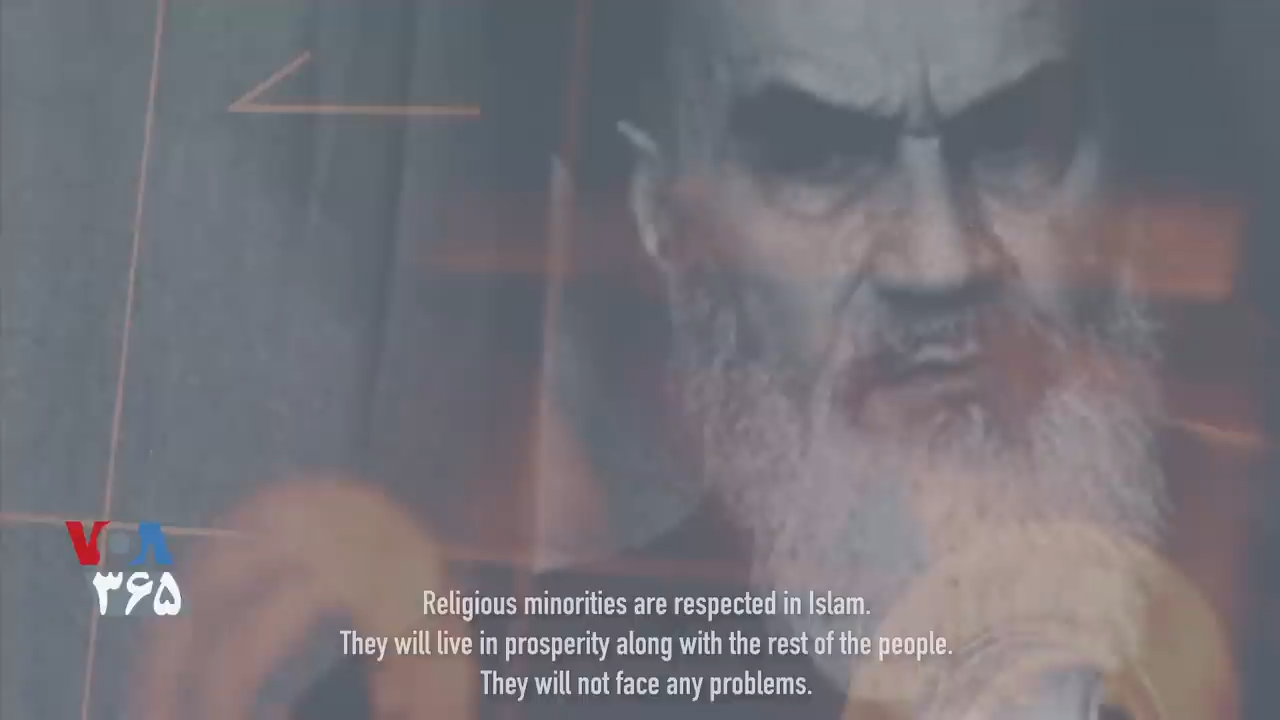 VOA
۳۶۵
Religious minorities are respected in Islam.
They will live in prosperity along with the rest of the people.
They will not face any problems.